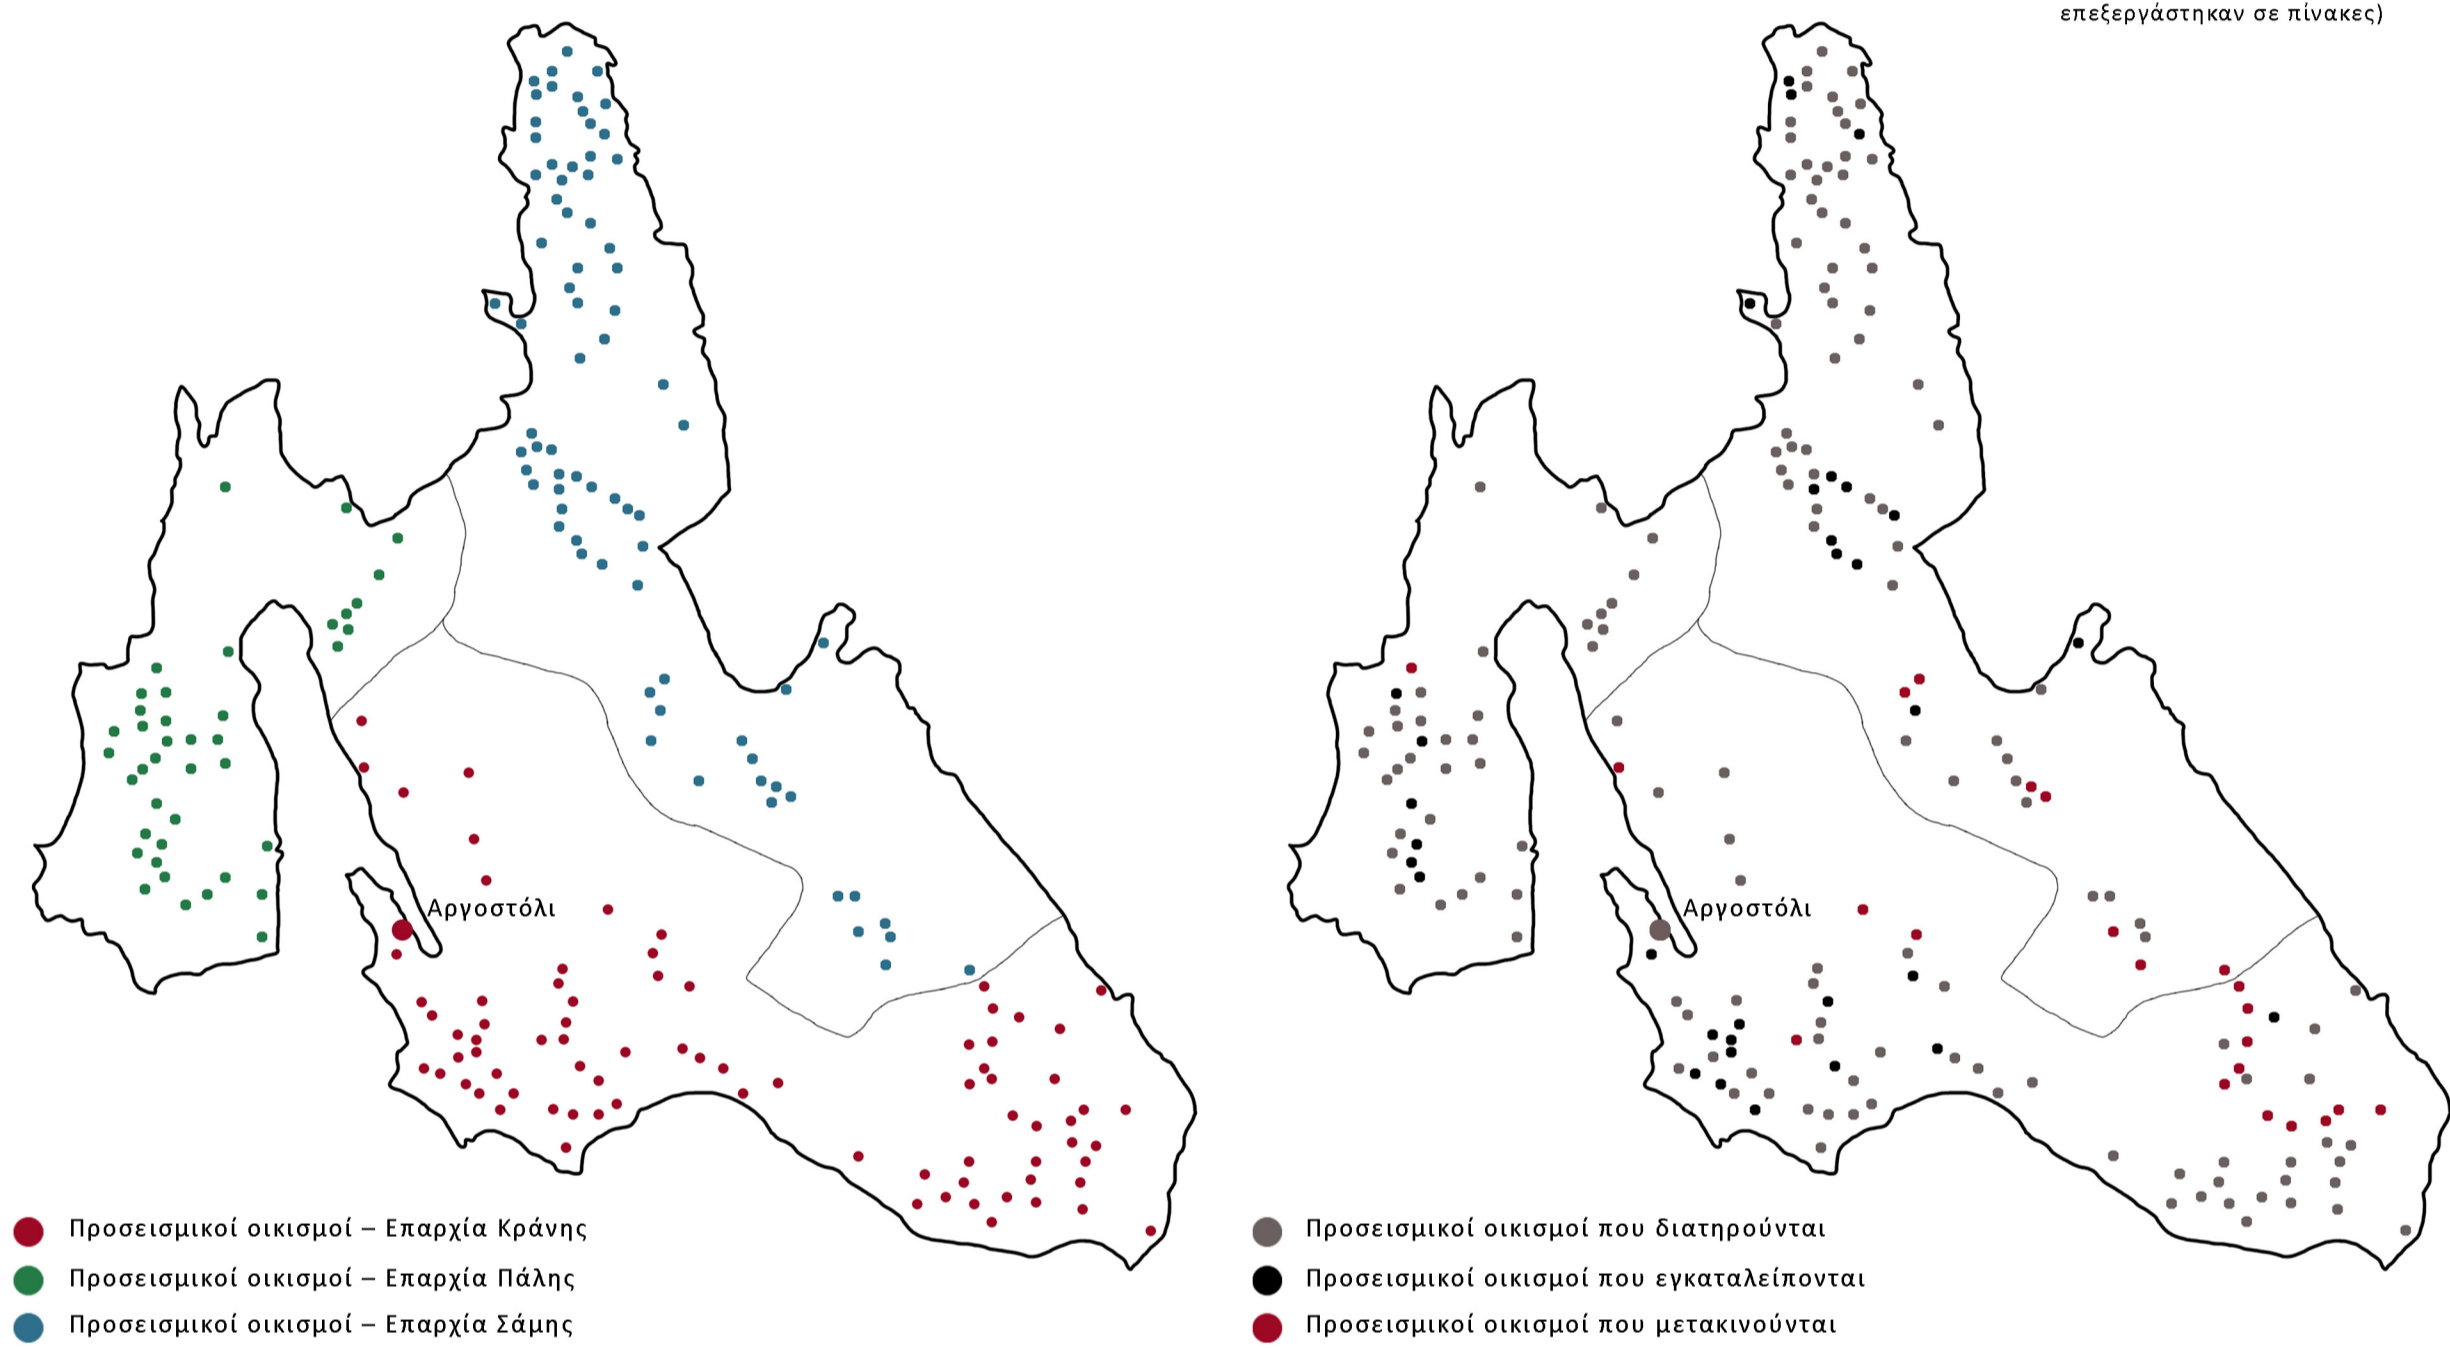 επεξεργάστηκαν σε πίνακες)
Αργοστόλι
Αργοστόλι
Προσεισμικοί οικισμοί – Επαρχία Κράνης
Προσεισμικοί οικισμοί – Επαρχία Πάλης
Προσεισμικοί οικισμοί – Επαρχία Σάμης
Προσεισμικοί οικισμοί που διατηρούνται
Προσεισμικοί οικισμοί που εγκαταλείπονται
Προσεισμικοί οικισμοί που μετακινούνται